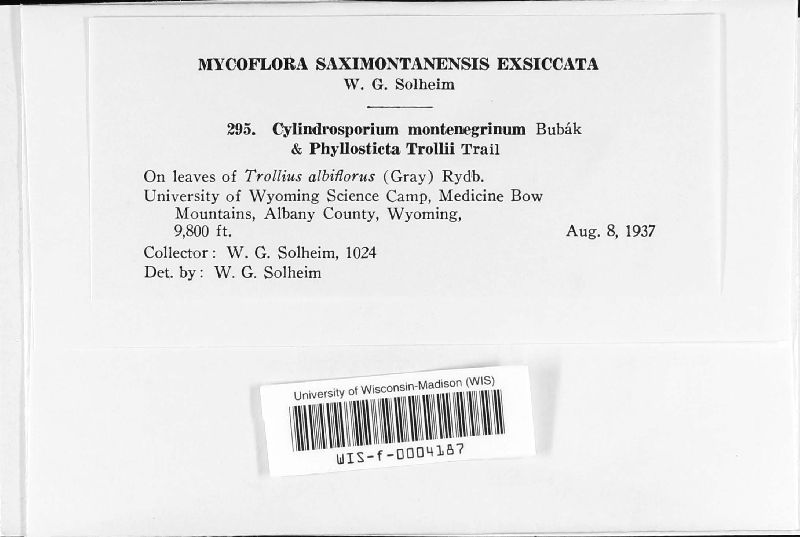 MYCOFLORA SAXIMONTANENSIS EXSICCATA
W. G. Solheim
295. Cylindrosporium montenegrinum Bubák
& Phyllosticta Trollii Trail
On leaves of Trollius albiflorus (Gray) Rydb.
University of Wyoming Science Camp, Medicine Bow
Mountains, Albany County, Wyoming,
9,800 ft. Aug. 8, 1937
Collector: W. G. Solheim, 1024
Det. by: W. G. Solheim
University of Wisconsin-Madison (WIS)
WIS-f-0004187